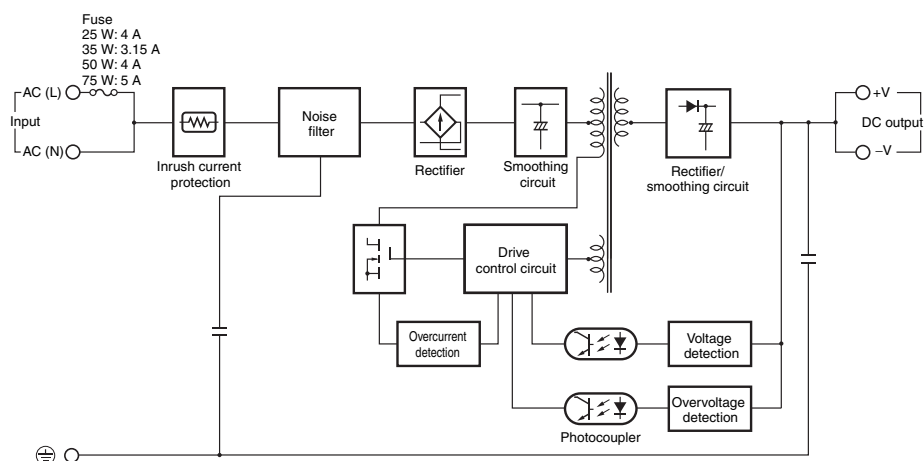 Fuse
25 W: 4 A
35 W: 3.15 A
50 W: 4 A
75 W: 5 A
AC (L)
Input
AC (N)
Inrush current
protection
Noise
filter
Rectifier
Smoothing
circuit
Rectifier/
smoothing circuit
+V
DC output
−V
Drive
control circuit
Overcurrent
detection
Voltage
detection
Overvoltage
detection
Photocoupler